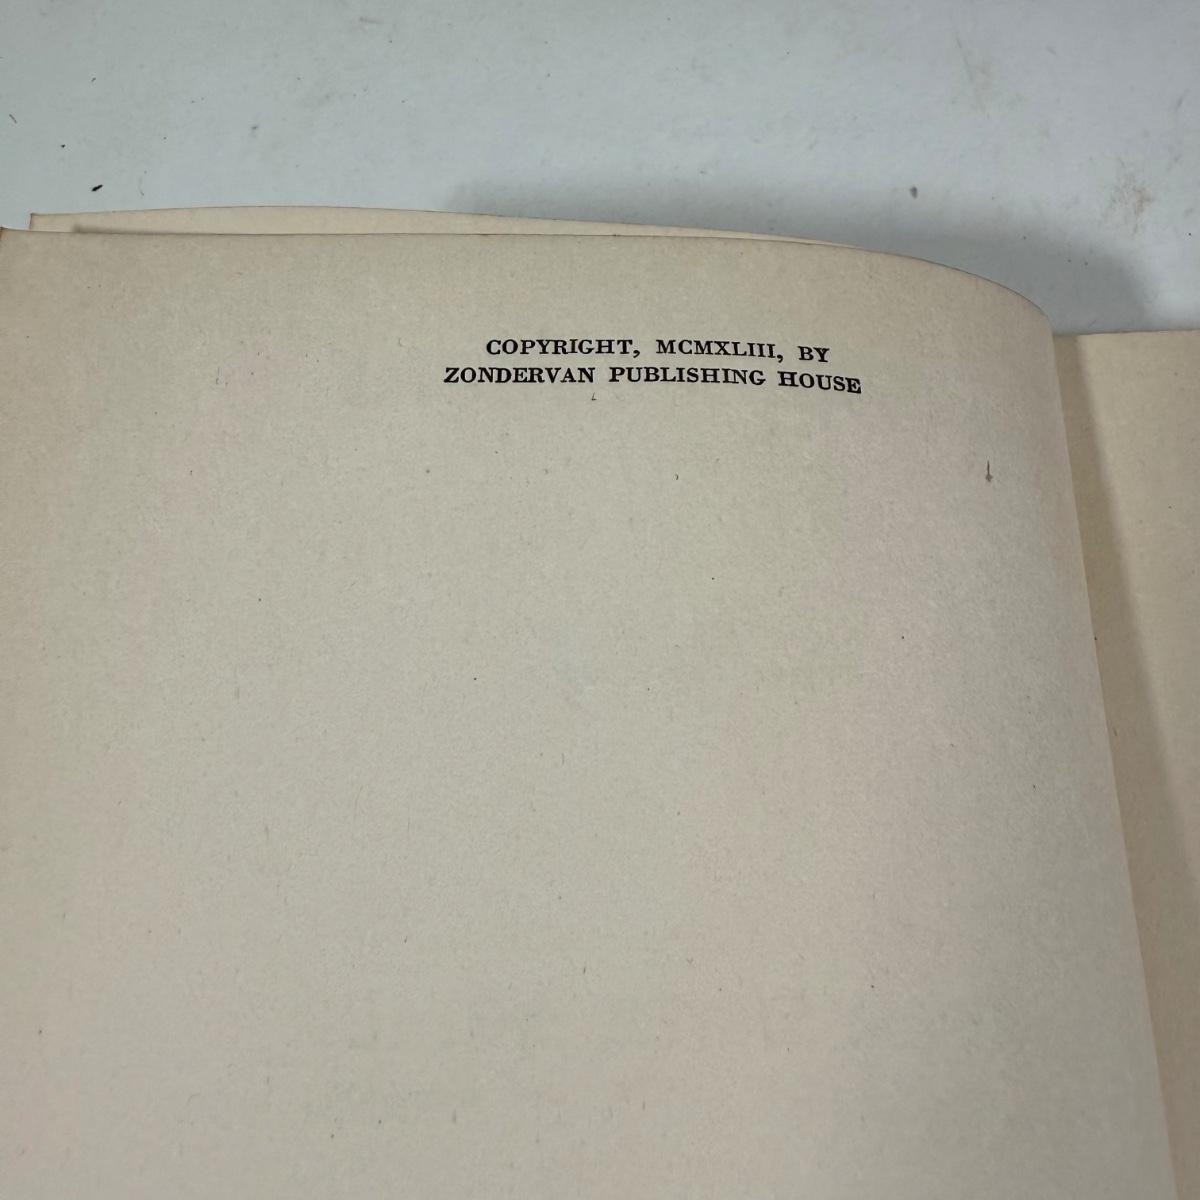 COPYRIGHT, MCMXLIII, BY
ZONDERVAN PUBLISHING HOUSE